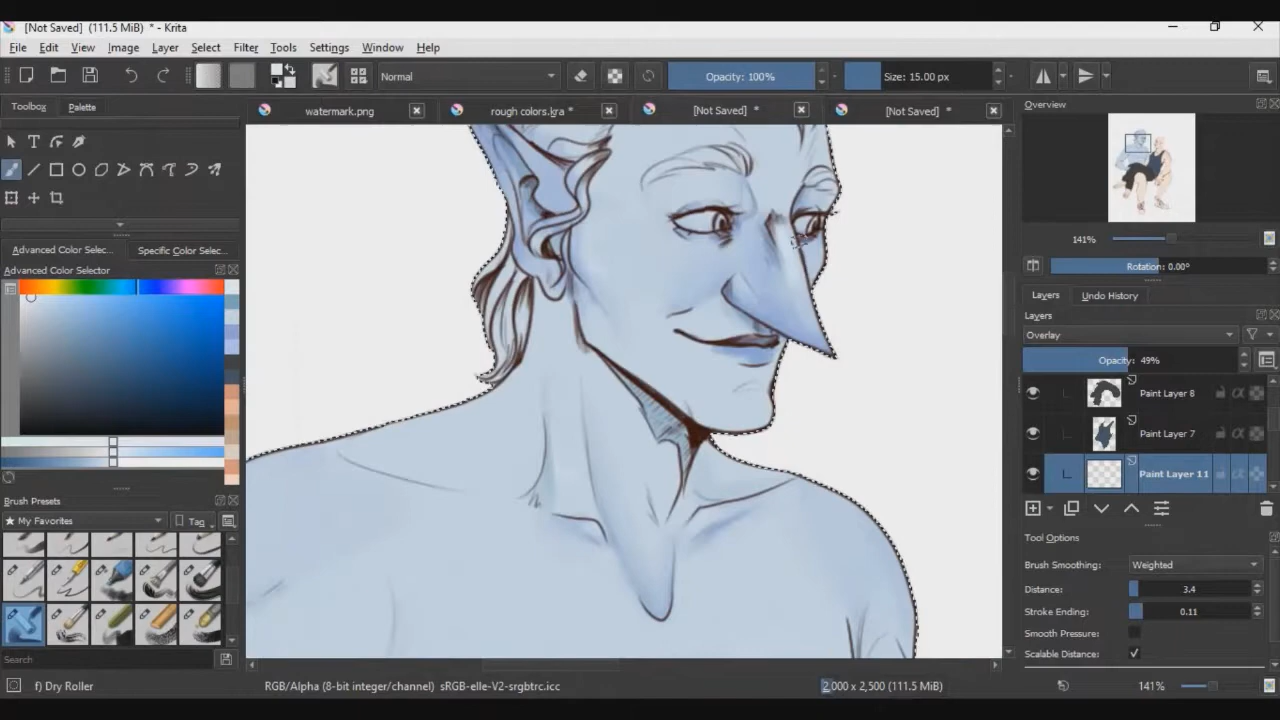 [Not Saved] (111.5 MiB) * - Krita
File Edit View Image Layer Select Filter Tools Settings Window Help
Normal Opacity: 100% Size: 15.00 px
Toolbox Palette
watermark.png rough colors.kra * [Not Saved] * [Not Saved] *
Overview
141%
Rotation: 0.00°
Advanced Color Selec... Specific Color Selec...
Advanced Color Selector
Layers Undo History
Layers
Overlay
Opacity: 49%
Paint Layer 8
Paint Layer 7
Paint Layer 11
Brush Presets
My Favorites Tag
Tool Options
Brush Smoothing: Weighted
Distance: 3.4
Stroke Ending: 0.11
Smooth Pressure:
Scalable Distance:
Search
f) Dry Roller RGB/Alpha (8-bit integer/channel) sRGB-elle-V2-srgbtrc.icc 2,000 x 2,500 (111.5 MiB) 141%